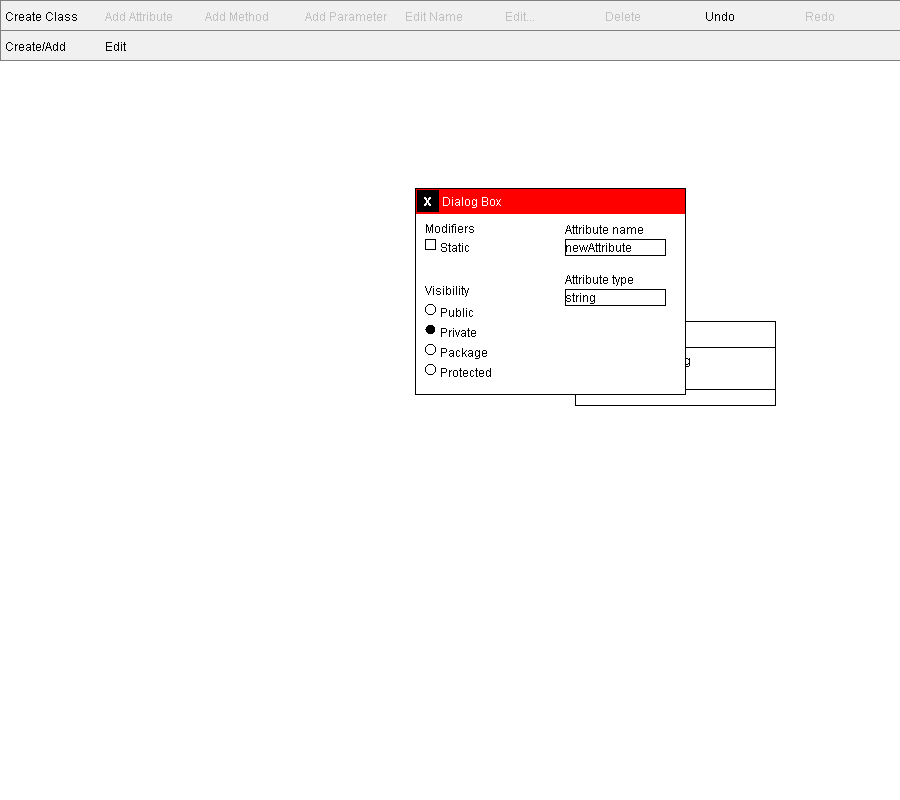 Create Class Add Attribute Add Method Add Parameter Edit Name Edit... Delete Undo Redo
Create/Add Edit
X Dialog Box
Modifiers
Static
Visibility
Public
Private
Package
Protected
Attribute name
newAttribute
Attribute type
string
g